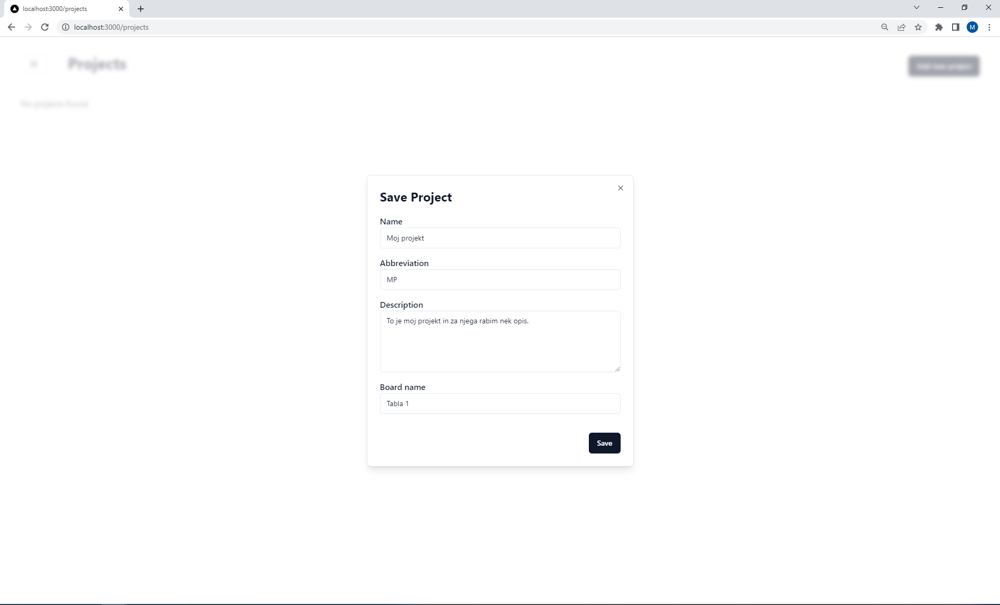 localhost:3000/projects
localhost:3000/projects
M
Projects
Add new project
No projects found
Save Project
Name
Moj projekt
Abbreviation
MP
Description
To je moj projekt in za njega rabim nek opis.
Board name
Tabla 1
Save